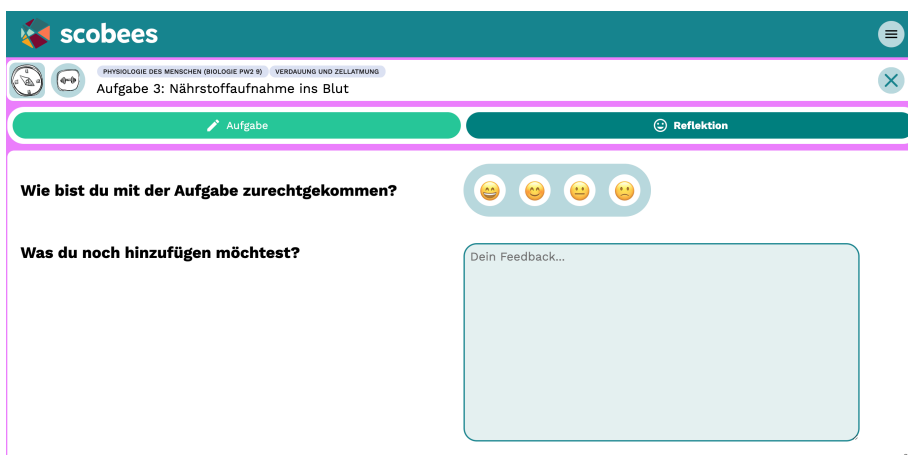 scobees
PHYSIOLOGIE DES MENSCHEN (BIOLOGIE PW2 9) VERDAUUNG UND ZELLATMUNG
Aufgabe 3: Nährstoffaufnahme ins Blut
Aufgabe Reflektion
Wie bist du mit der Aufgabe zurechtgekommen?
Was du noch hinzufügen möchtest?
Dein Feedback...